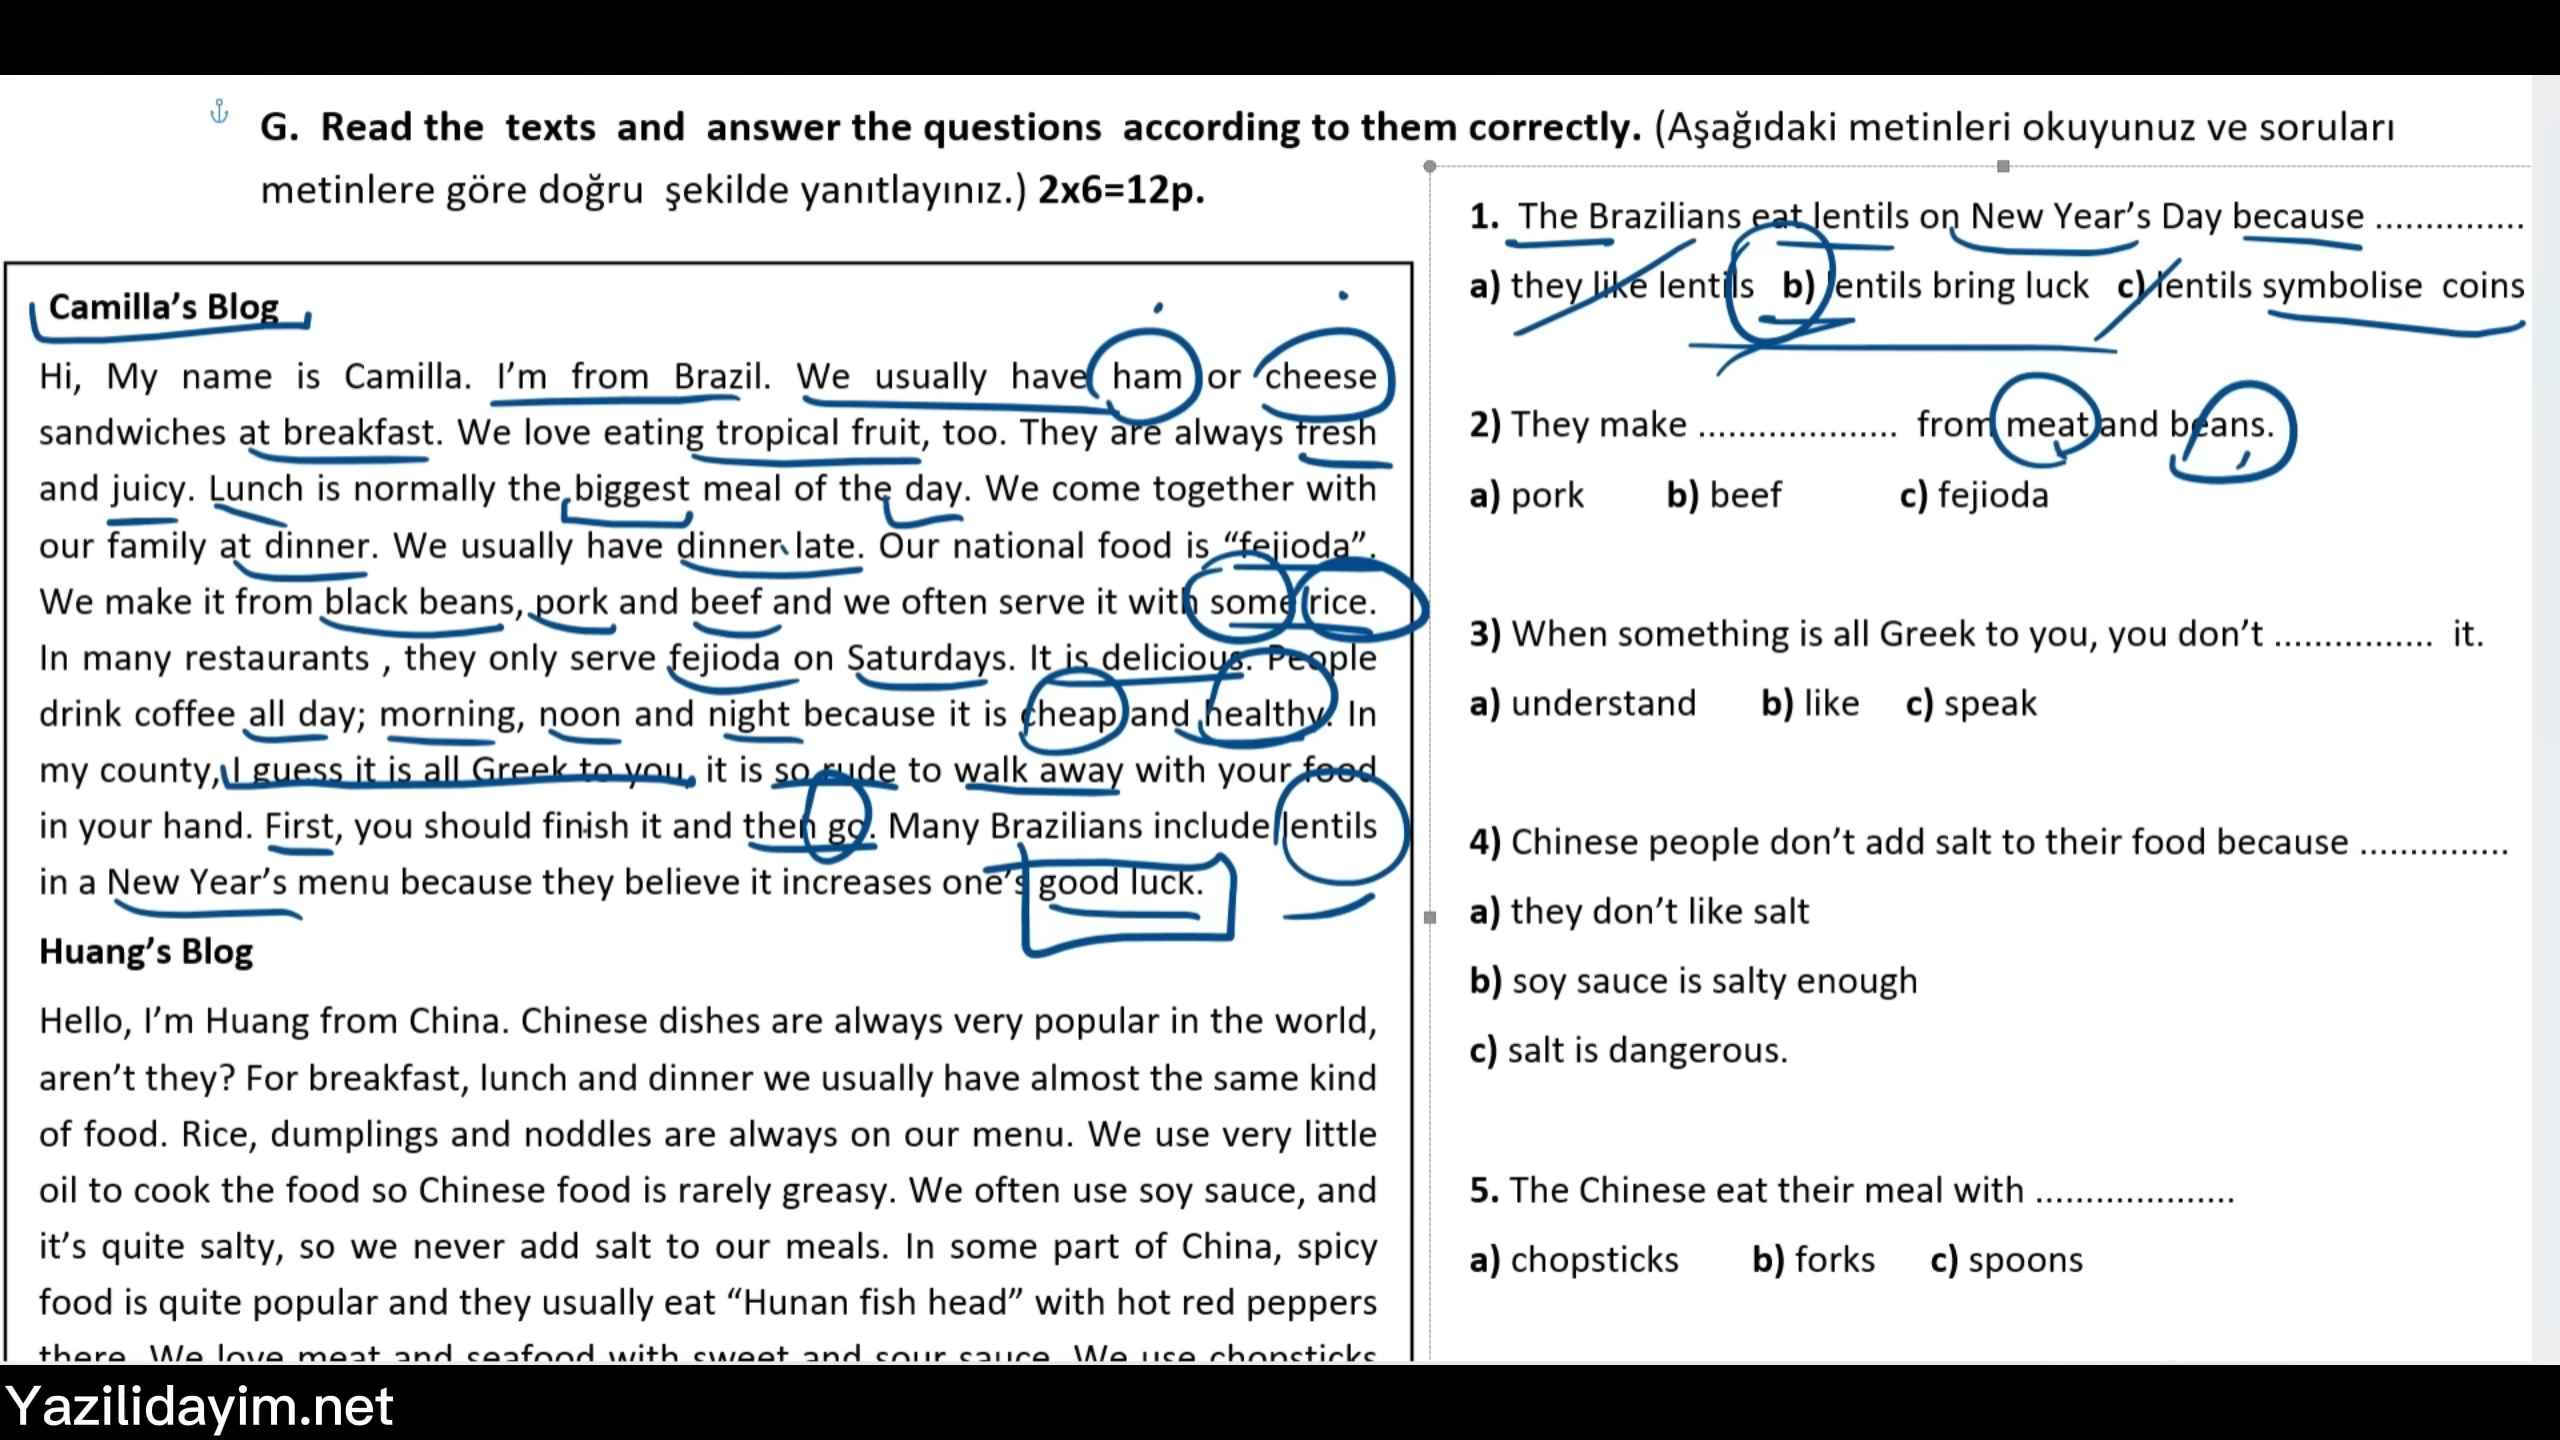 G. Read the texts and answer the questions according to them correctly. (Aşağıdaki metinleri okuyunuz ve soruları
metinlere göre doğru şekilde yanıtlayınız.) 2x6=12p.
Camilla's Blog
Hi, My name is Camilla. I'm from Brazil. We usually have ham or cheese
sandwiches at breakfast. We love eating tropical fruit, too. They are always fresh
and juicy. Lunch is normally the biggest meal of the day. We come together with
our family at dinner. We usually have dinner late. Our national food is “fejioda”.
We make it from black beans, pork and beef and we often serve it with some rice.
In many restaurants , they only serve fejioda on Saturdays. It is delicious. People
drink coffee all day; morning, noon and night because it is cheap and healthy. In
my county, I guess it is all Greek to you, it is so rude to walk away with your food
in your hand. First, you should finish it and then go. Many Brazilians include lentils
in a New Year's menu because they believe it increases one's good luck.
Huang's Blog
Hello, I'm Huang from China. Chinese dishes are always very popular in the world,
aren't they? For breakfast, lunch and dinner we usually have almost the same kind
of food. Rice, dumplings and noddles are always on our menu. We use very little
oil to cook the food so Chinese food is rarely greasy. We often use soy sauce, and
it's quite salty, so we never add salt to our meals. In some part of China, spicy
food is quite popular and they usually eat “Hunan fish head” with hot red peppers
there. We love meat and seafood with sweet and sour sauce. We use chopsticks
1. The Brazilians eat lentils on New Year's Day because ...............
a) they like lentils b) lentils bring luck c) lentils symbolise coins
2) They make .................... from meat and beans.
a) pork b) beef c) fejioda
3) When something is all Greek to you, you don't ................ it.
a) understand b) like c) speak
4) Chinese people don't add salt to their food because ...............
a) they don't like salt
b) soy sauce is salty enough
c) salt is dangerous.
5. The Chinese eat their meal with ....................
a) chopsticks b) forks c) spoons
Yazilidayim.net